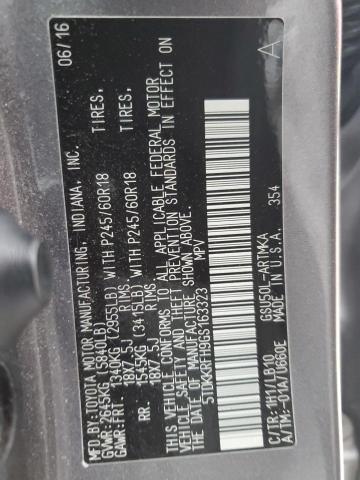 MFD. BY: TOYOTA MOTOR MANUFACTURING, INDIANA, INC. 06/16
GVWR: 2645KG (5840LB)
GAWR: FRT. 1340KG (2955LB) WITH P245/60R18 TIRES,
18X7.5J RIMS
RR. 1545KG (3415LB) WITH P245/60R18 TIRES,
18X7.5J RIMS
THIS VEHICLE CONFORMS TO ALL APPLICABLE FEDERAL MOTOR
VEHICLE SAFETY AND THEFT PREVENTION STANDARDS IN EFFECT ON
THE DATE OF MANUFACTURE SHOWN ABOVE. A
5TDKKRFH9GS163323 MPV
C/TR: 1H1/LB10 GSU50L-ARTMKA
A/TM: -01A/U660E MADE IN U.S.A. 354